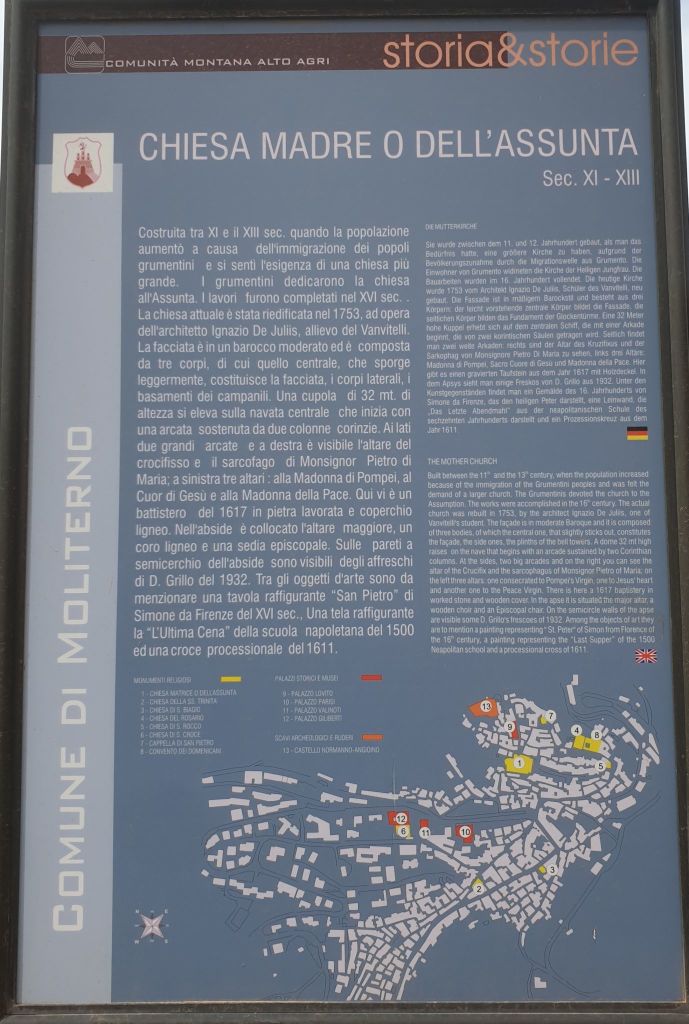 COMUNITÀ MONTANA ALTO AGRI
storia&storie
CHIESA MADRE O DELL'ASSUNTA
Sec. XI - XIII
Costruita tra XI e il XIII sec. quando la popolazione
aumentò a causa dell'immigrazione dei popoli
grumentini e si sentì l'esigenza di una chiesa più
grande. I grumentini dedicarono la chiesa
all'Assunta. I lavori furono completati nel XVI sec. .
La chiesa attuale è stata riedificata nel 1753, ad opera
dell'architetto Ignazio De Juliis, allievo del Vanvitelli.
La facciata è in un barocco moderato ed è composta
da tre corpi, di cui quello centrale, che sporge
leggermente, costituisce la facciata, i corpi laterali, i
basamenti dei campanili. Una cupola di 32 mt. di
altezza si eleva sulla navata centrale che inizia con
una arcata sostenuta da due colonne corinzie. Ai lati
due grandi arcate e a destra è visibile l'altare del
crocifisso e il sarcofago di Monsignor Pietro di
Maria; a sinistra tre altari : alla Madonna di Pompei, al
Cuor di Gesù e alla Madonna della Pace. Qui vi è un
battistero del 1617 in pietra lavorata e coperchio
ligneo. Nell'abside è collocato l'altare maggiore, un
coro ligneo e una sedia episcopale. Sulle pareti a
semicerchio dell'abside sono visibili degli affreschi
di D. Grillo del 1932. Tra gli oggetti d'arte sono da
menzionare una tavola raffigurante "San Pietro" di
Simone da Firenze del XVI sec., Una tela raffigurante
la "L'Ultima Cena" della scuola napoletana del 1500
ed una croce processionale del 1611.
DIE MUTTERKIRCHE
Sie wurde zwischen dem 11. und 12. Jahrhundert gebaut, als man das
Bedürfnis hatte, eine größere Kirche zu haben, aufgrund der
Bevölkerungszunahme durch die Migrationswelle aus Grumento. Die
Einwohner von Grumento widmeten die Kirche der Heiligen Jungfrau. Die
Bauarbeiten wurden im 16. Jahrhundert vollendet. Die heutige Kirche
wurde 1753 vom Architekt Ignazio De Juliis, Schüler des Vanvitelli, neu
gebaut. Die Fassade ist in mäßigem Barockstil und besteht aus drei
Körpern: der leicht vorstehende zentrale Körper bildet die Fassade, die
seitlichen Körper bilden das Fundament der Glockentürme. Eine 32 Meter
hohe Kuppel erhebt sich auf dem zentralen Schiff, die mit einer Arkade
beginnt, die von zwei korintischen Säulen getragen wird. Seitlich findet
man zwei weite Arkaden: rechts sind der Altar des Kruzifixus und der
Sarkophag von Monsignore Pietro Di Maria zu sehen, links drei Altärs:
Madonna di Pompei, Sacro Cuore di Gesù und Madonna della Pace. Hier
gibt es einen gravierten Taufstein aus dem Jahr 1617 mit Holzdeckel. In
dem Apsys sieht man einige Freskos von D. Grillo aus 1932. Unter den
Kunstgegenständen findet man ein Gemälde des 16. Jahrhunderts von
Simone da Firenze, das den heiligen Peter darstellt, eine Leinwand, die
„Das Letzte Abendmahl" aus der neapolitanischen Schule des
sechzehnten Jahrhunderts darstellt und ein Prozessionskreuz aus dem
Jahr 1611.
THE MOTHER CHURCH
Built between the 11th and the 13th century, when the population increased
because of the immigration of the Grumentini peoples and was felt the
demand of a larger church. The Grumentinis devoted the church to the
Assumption. The works were accomplished in the 16th century. The actual
church was rebuilt in 1753, by the architect Ignazio De Juliis, one of
Vanvitelli's student. The façade is in moderate Baroque and it is composed
of three bodies, of which the central one, that slightly sticks out, constitutes
the façade, the side ones, the plinths of the belt towers. A dome 32 mt high
raises on the nave that begins with an arcade sustained by two Corinthian
columns. At the sides, two big arcades and on the right you can see the
altar of the Crucifix and the sarcophagus of Monsignor Pietro of Maria; on
the left three altars: one consecrated to Pompei's Virgin, one to Jesus' heart
and another one to the Peace Virgin. There is here a 1617 baptistery in
worked stone and wooden cover. In the apse it is situated the major altar, a
wooden choir and an Episcopal chair. On the semicircle walls of the apse
are visible some D. Grillo's frescoes of 1932. Among the objects of art they
are to mention a painting representing "St. Peter" of Simon from Florence of
the 16th century, a painting representing the "Last Supper" of the 1500
Neapolitan school and a processional cross of 1611.
COMUNE DI MOLITERNO
MONUMENTI RELIGIOSI
1 - CHIESA MATRICE O DELL'ASSUNTA
2 - CHIESA DELLA SS. TRINITA
3 - CHIESA DI S. BIAGIO
4 - CHIESA DEL ROSARIO
5 - CHIESA DI S. ROCCO
6 - CHIESA DI S. CROCE
7 - CAPPELLA DI SAN PIETRO
8 - CONVENTO DEI DOMENICANI
PALAZZI STORICI E MUSEI
9 - PALAZZO LOVITO
10 - PALAZZO PARISI
11 - PALAZZO VALINOTI
12 - PALAZZO GILIBERTI
SCAVI ARCHEOLOGICI E RUDERI
13 - CASTELLO NORMANNO-ANGIOINO
13
9
7
4
8
1
5
12
6
11
10
3
2